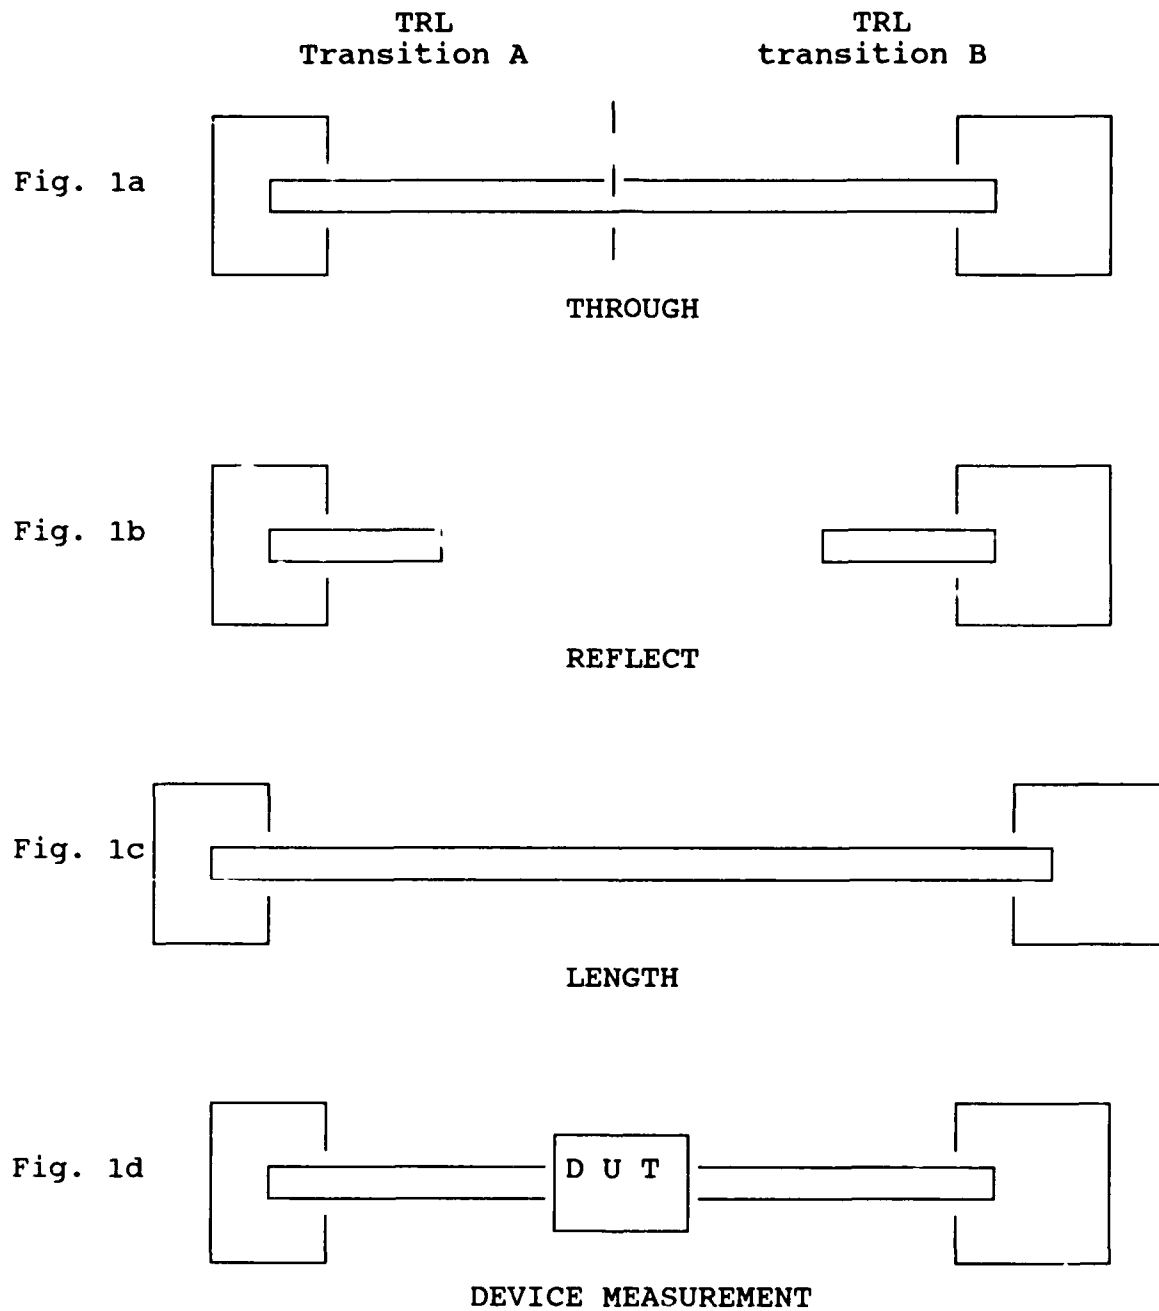 TRL
Transition A
TRL
transition B
Fig. 1a
THROUGH
Fig. 1b
REFLECT
Fig. 1c
LENGTH
Fig. 1d
D U T
DEVICE MEASUREMENT